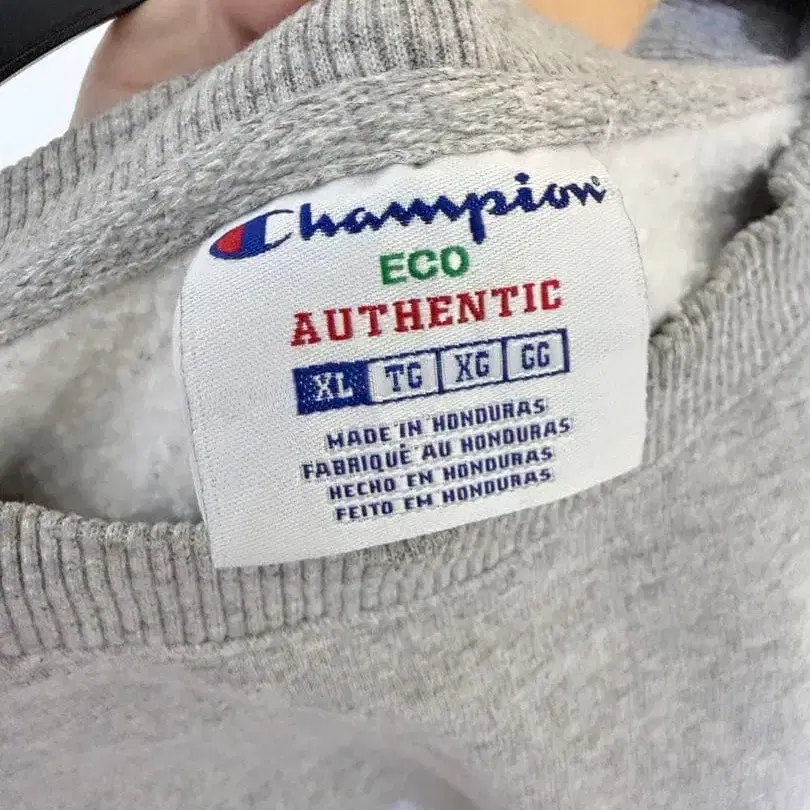 Champion®
ECO
AUTHENTIC
XL TG XG GG
MADE IN HONDURAS
FABRIQUÉ AU HONDURAS
HECHO EN HONDURAS
FEITO EM HONDURAS